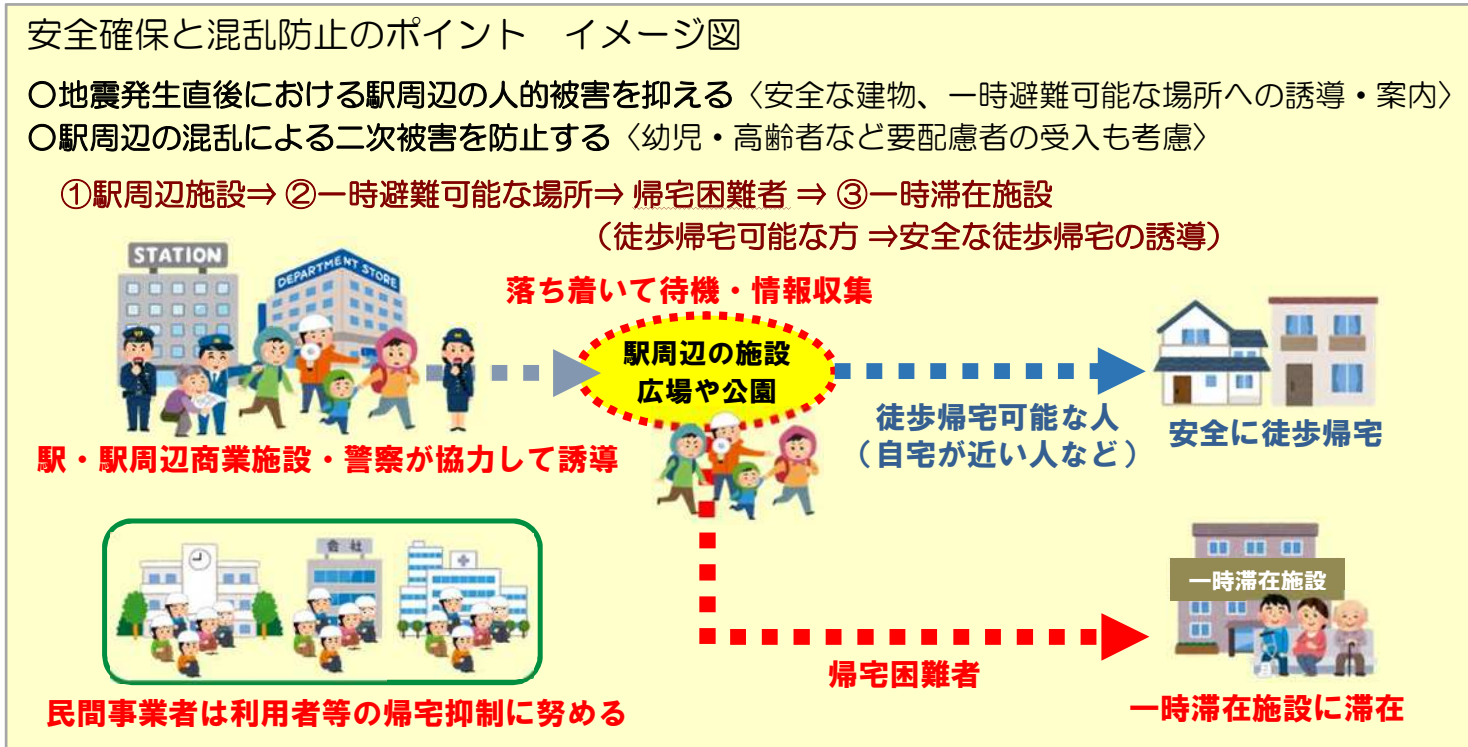 安全確保と混乱防止のポイント　イメージ図
〇地震発生直後における駅周辺の人的被害を抑える〈安全な建物、一時避難可能な場所への誘導・案内〉
〇駅周辺の混乱による二次被害を防止する〈幼児・高齢者など要配慮者の受入も考慮〉
①駅周辺施設⇒ ②一時避難可能な場所⇒ 帰宅困難者 ⇒ ③一時滞在施設
（徒歩帰宅可能な方 ⇒安全な徒歩帰宅の誘導）
STATION
DEPARTMENT STORE
落ち着いて待機・情報収集
駅周辺の施設
広場や公園
駅・駅周辺商業施設・警察が協力して誘導
徒歩帰宅可能な人
（自宅が近い人など）
安全に徒歩帰宅
会社
民間事業者は利用者等の帰宅抑制に努める
帰宅困難者
一時滞在施設
一時滞在施設に滞在